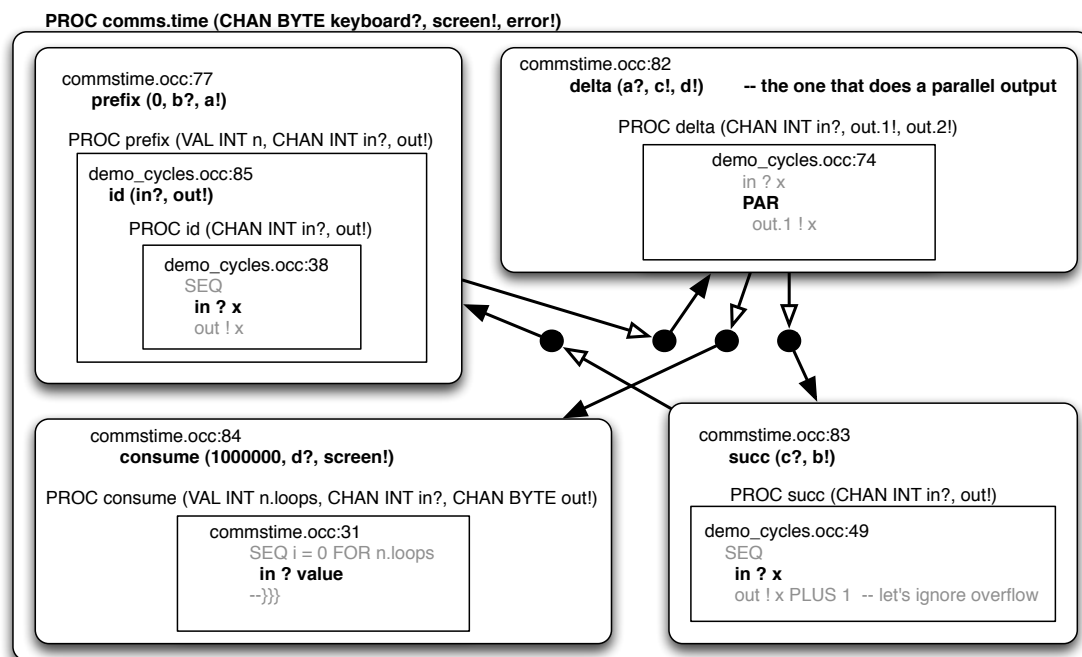 PROC comms.time (CHAN BYTE keyboard?, screen!, error!)
commstime.occ:77
prefix (0, b?, a!)
PROC prefix (VAL INT n, CHAN INT in?, out!)
demo_cycles.occ:85
id (in?, out!)
PROC id (CHAN INT in?, out!)
demo_cycles.occ:38
SEQ
in ? x
out ! x
commstime.occ:82
delta (a?, c!, d!) -- the one that does a parallel output
PROC delta (CHAN INT in?, out.1!, out.2!)
demo_cycles.occ:74
in ? x
PAR
out.1 ! x
commstime.occ:84
consume (1000000, d?, screen!)
PROC consume (VAL INT n.loops, CHAN INT in?, CHAN BYTE out!)
commstime.occ:31
SEQ i = 0 FOR n.loops
in ? value
--}}}
commstime.occ:83
succ (c?, b!)
PROC succ (CHAN INT in?, out!)
demo_cycles.occ:49
SEQ
in ? x
out ! x PLUS 1 -- let's ignore overflow